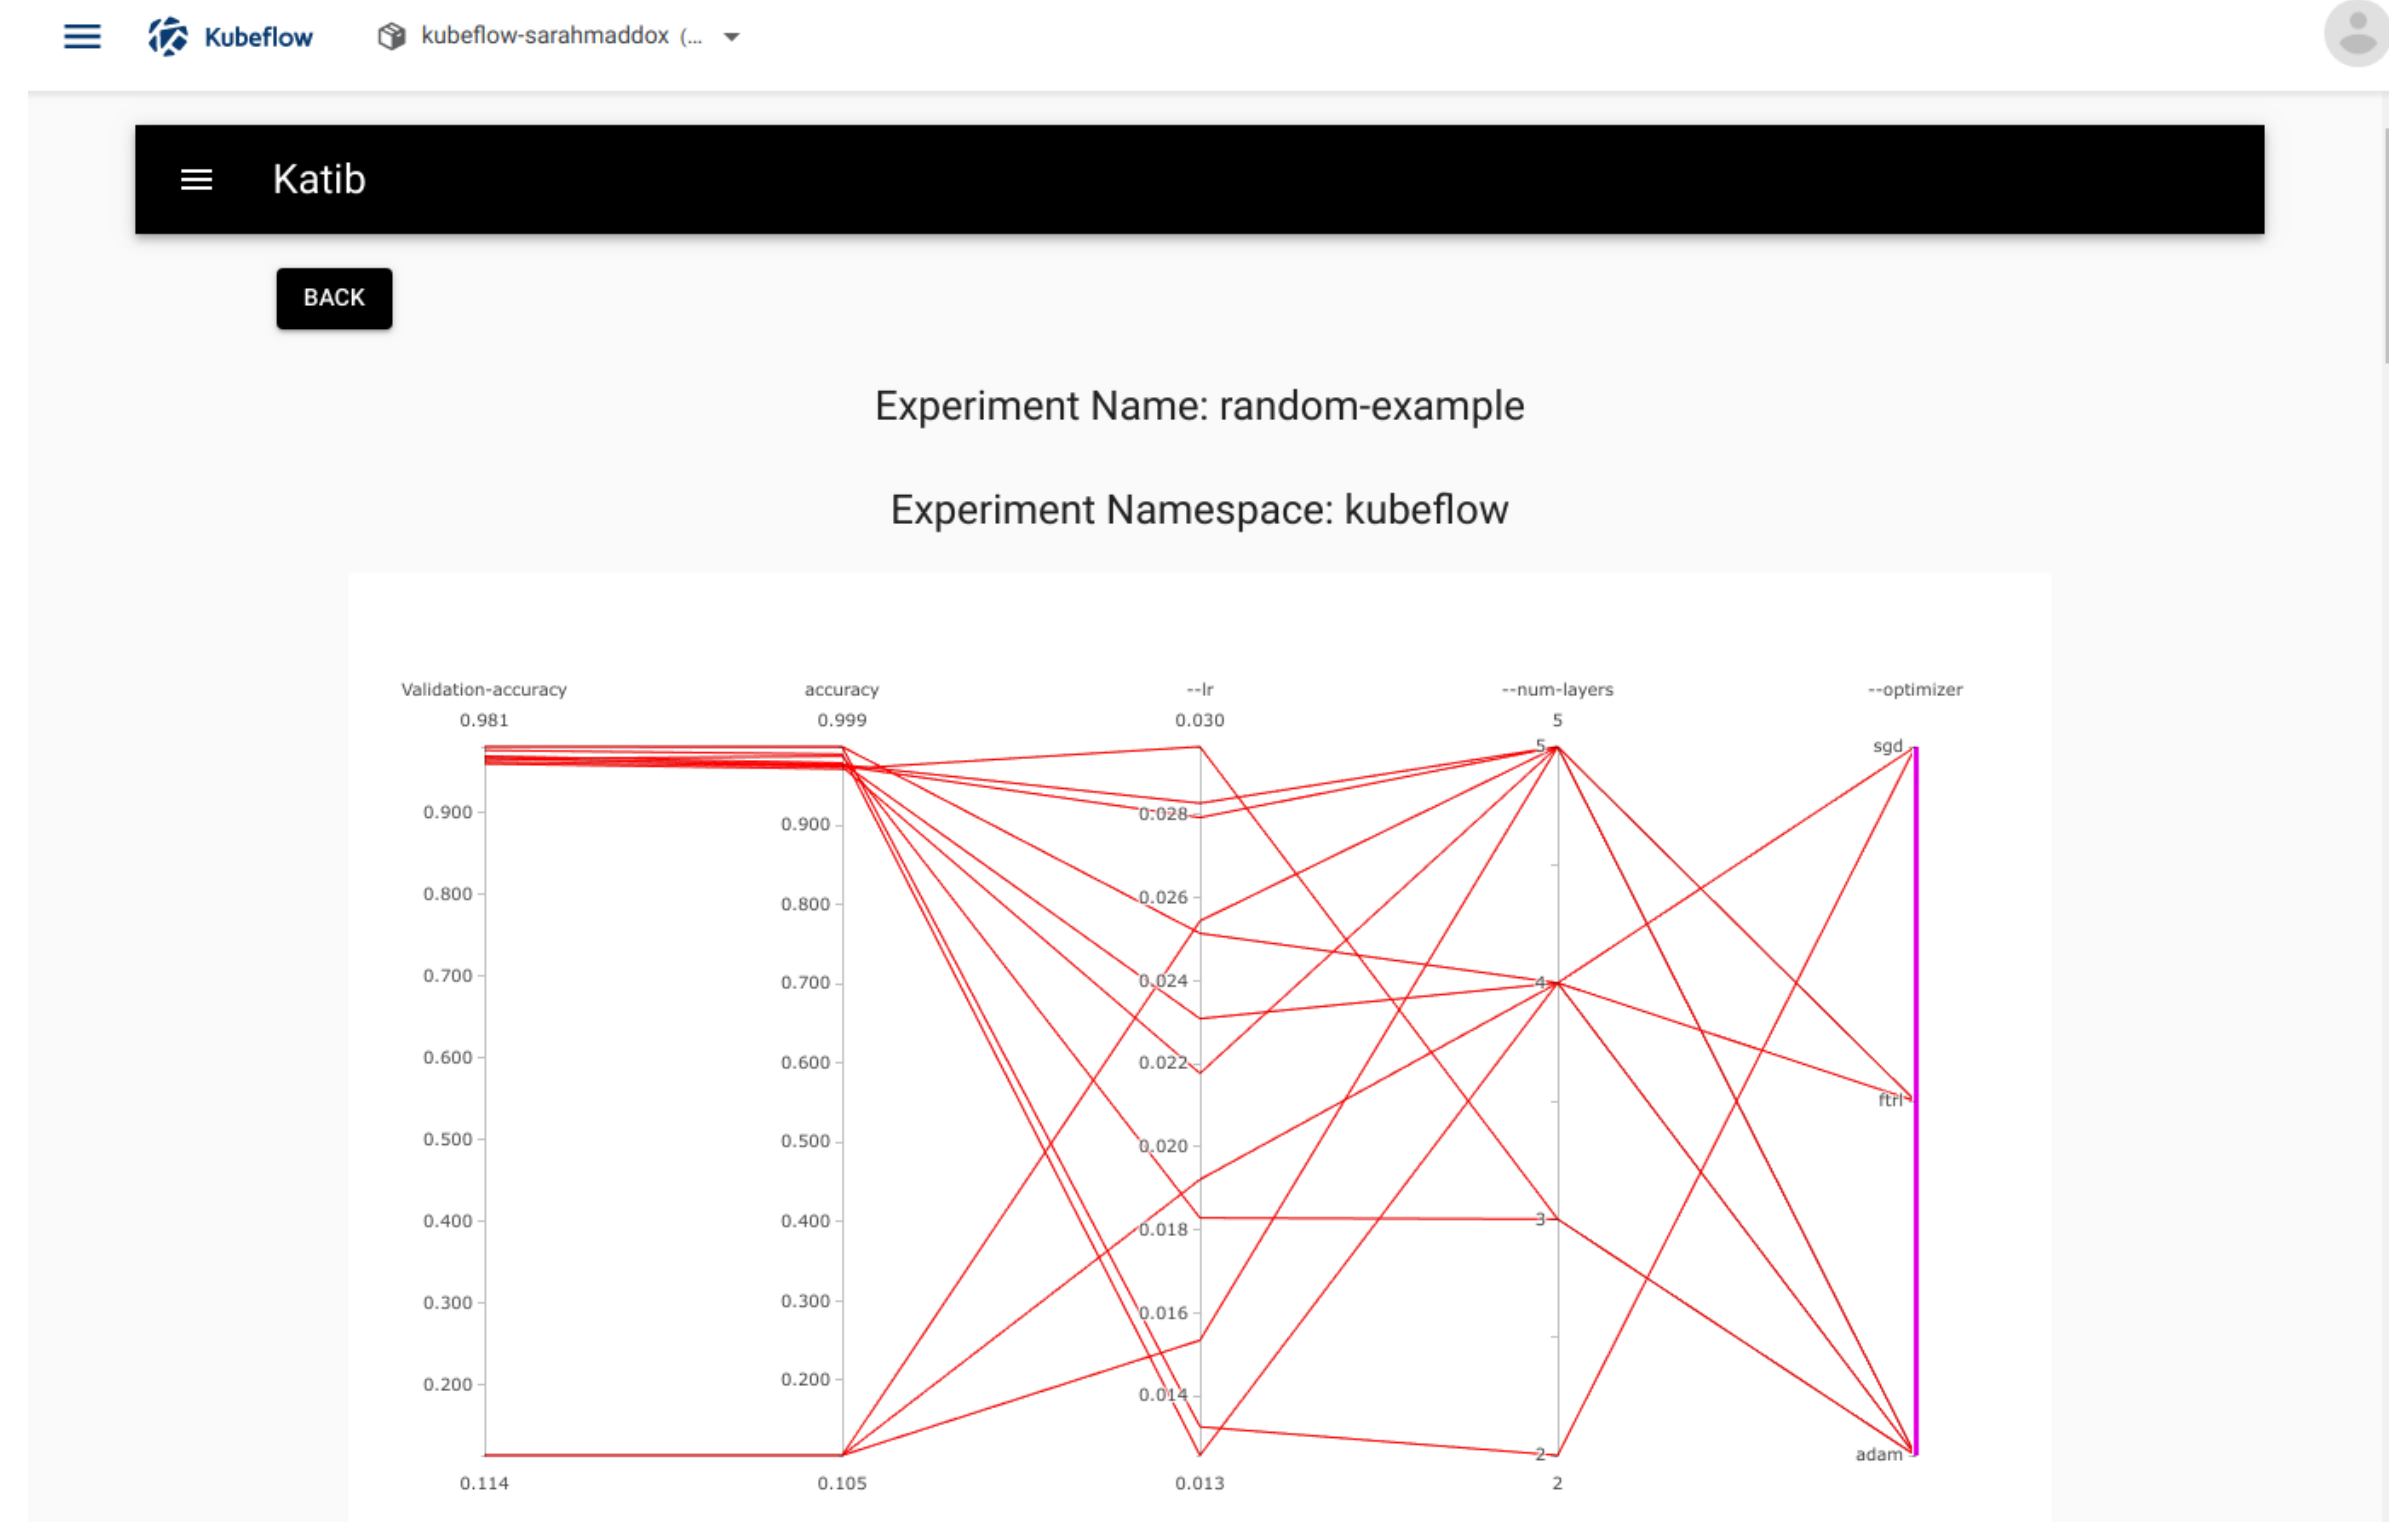 Kubeflow
kubeflow-sarahmaddox (...
Katib
BACK
Experiment Name: random-example
Experiment Namespace: kubeflow
Validation-accuracy accuracy --lr --num-layers --optimizer
0.981 0.999 0.030 5
5 sgd
0.900 0.900 0.028
0.800 0.800 0.026
0.700 0.700 0.024 4
0.600 0.600 0.022 ftrl
0.500 0.500 0.020
0.400 0.400 0.018 3
0.300 0.300 0.016
0.200 0.200 0.014
2 adam
0.114 0.105 0.013 2